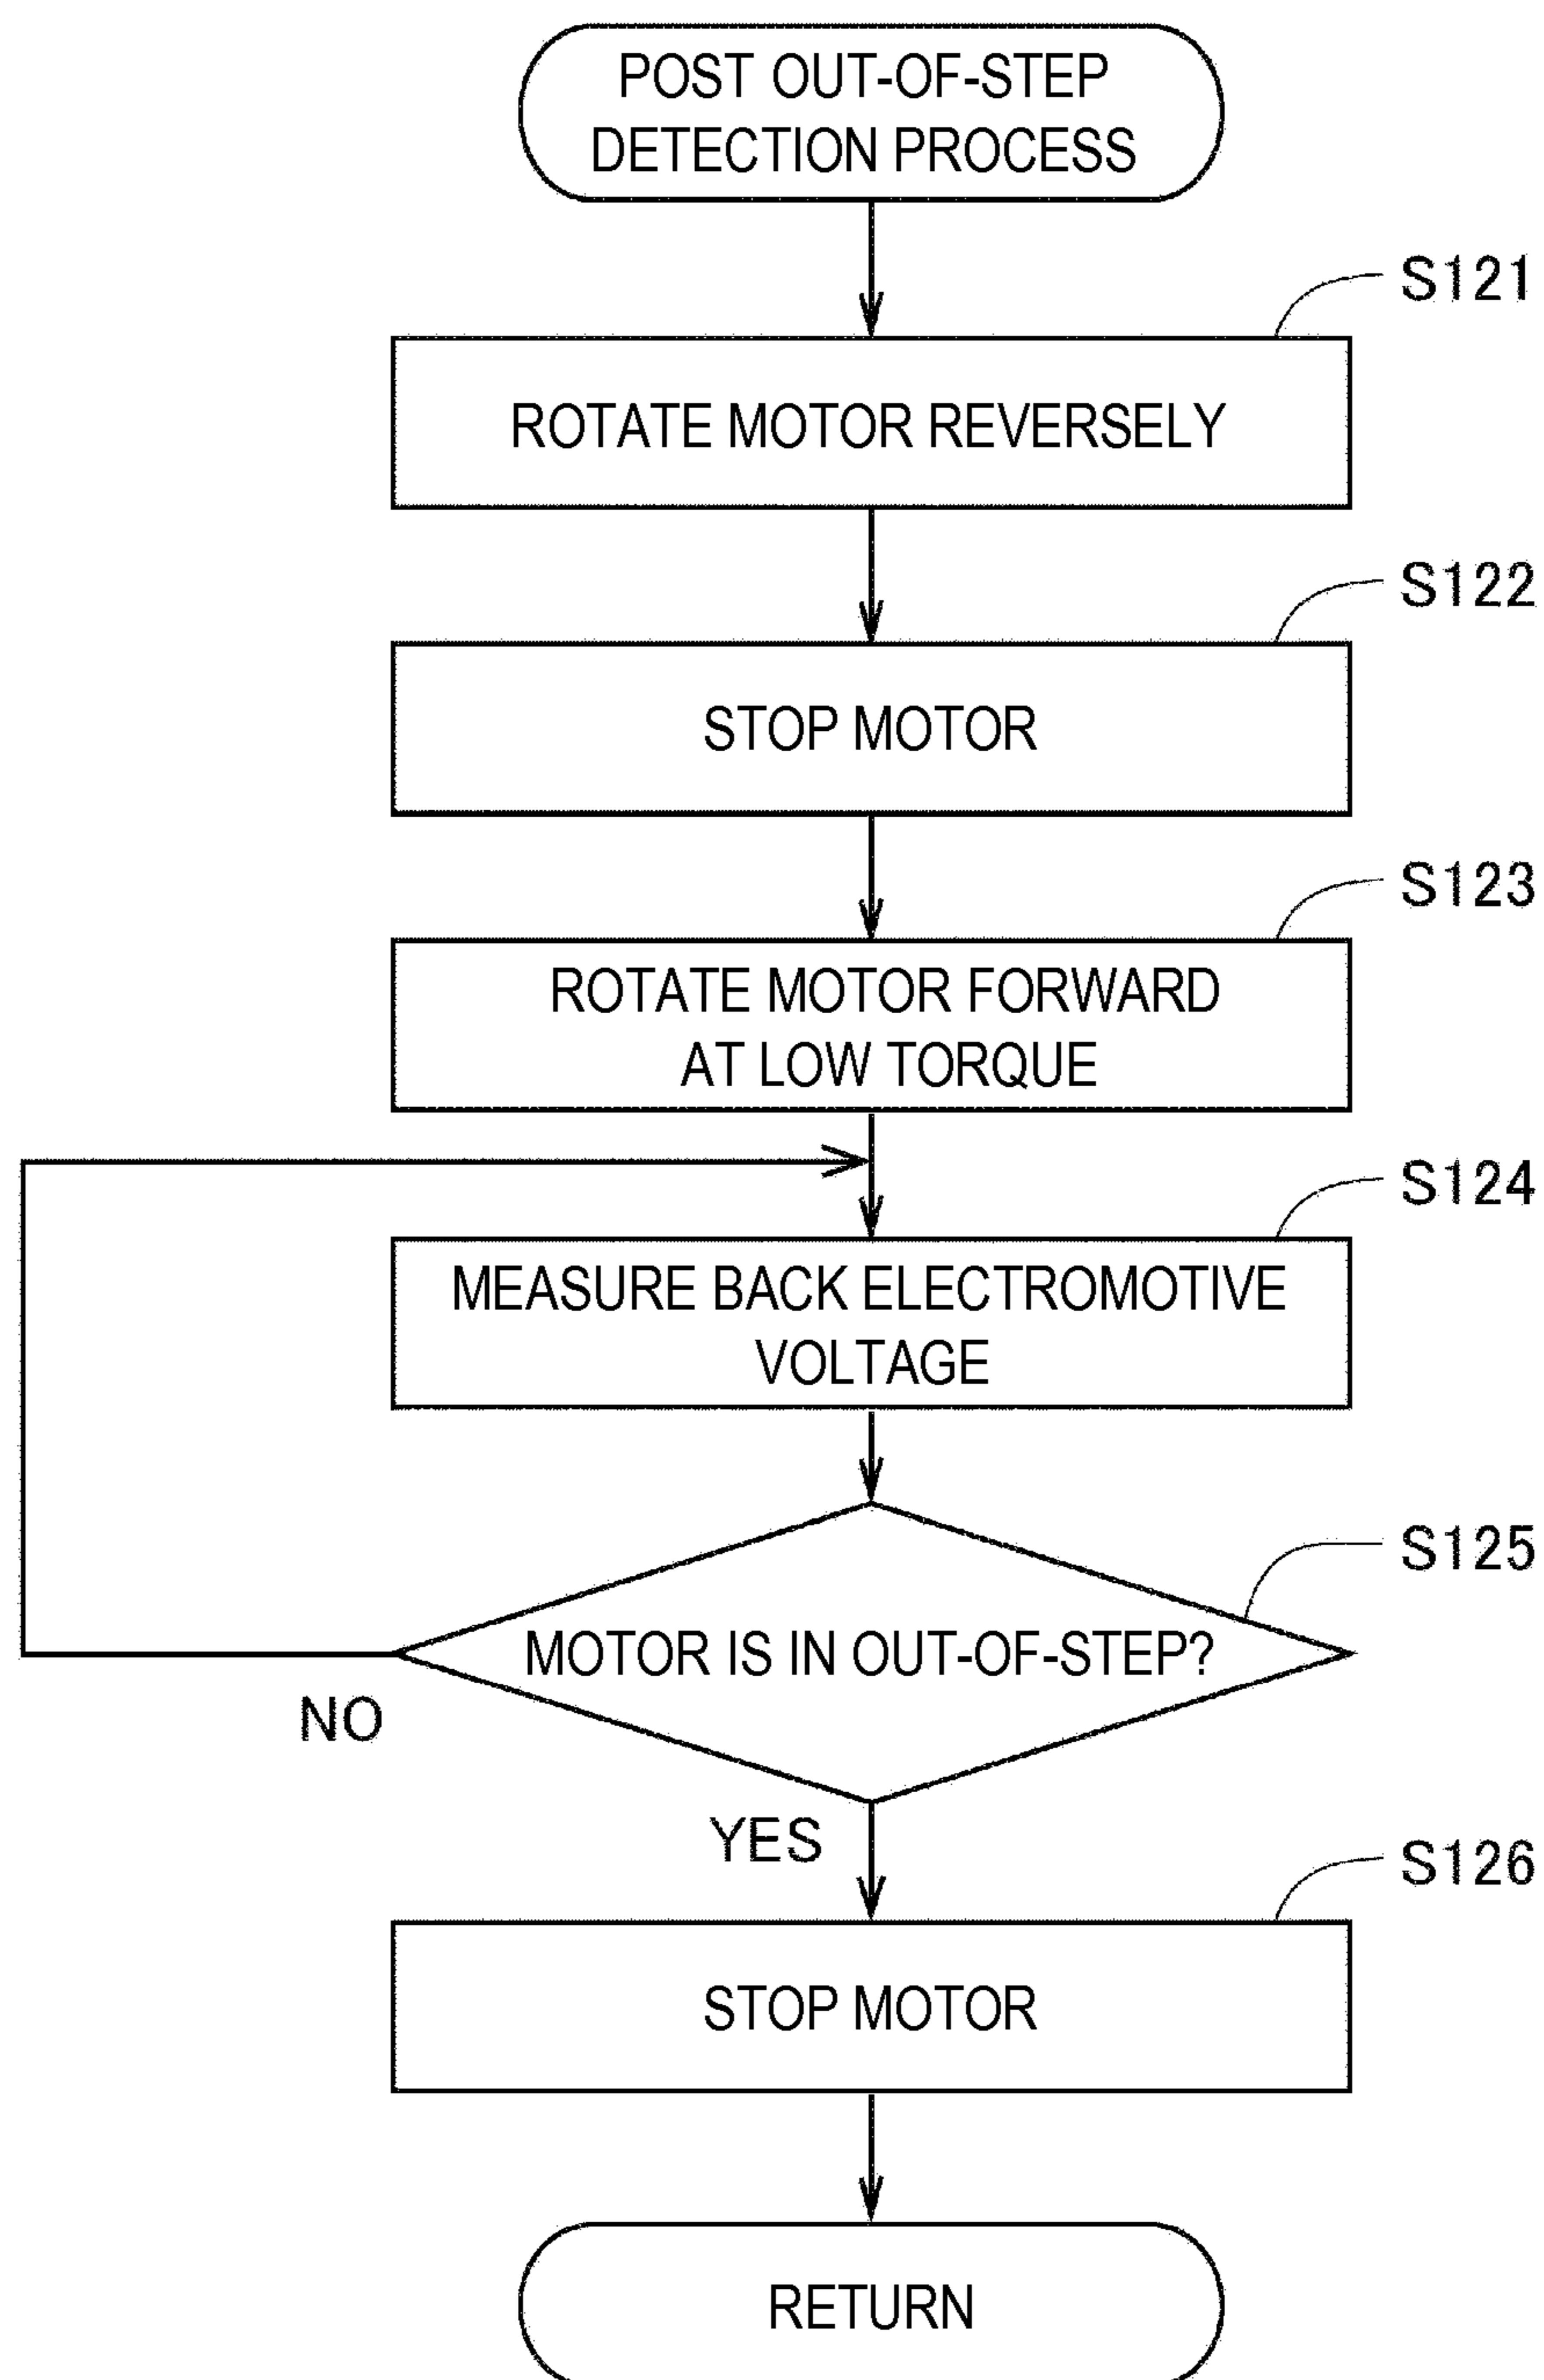 POST OUT-OF-STEP
DETECTION PROCESS
S121
ROTATE MOTOR REVERSELY
S122
STOP MOTOR
S123
ROTATE MOTOR FORWARD
AT LOW TORQUE
S124
MEASURE BACK ELECTROMOTIVE
VOLTAGE
S125
MOTOR IS IN OUT-OF-STEP?
NO
YES
S126
STOP MOTOR
RETURN